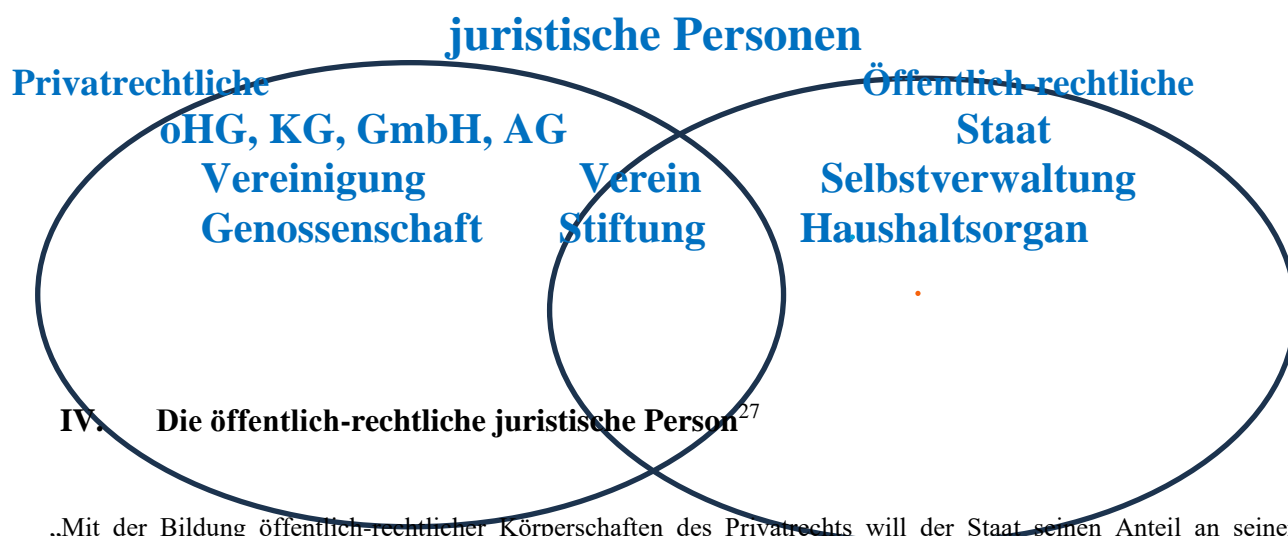 juristische Personen
Privatrechtliche Öffentlich-rechtliche
oHG, KG, GmbH, AG Staat
Vereinigung Verein Selbstverwaltung
Genossenschaft Stiftung Haushaltsorgan
IV. Die öffentlich-rechtliche juristische Person27
„Mit der Bildung öffentlich-rechtlicher Körperschaften des Privatrechts will der Staat seinen Anteil an seine